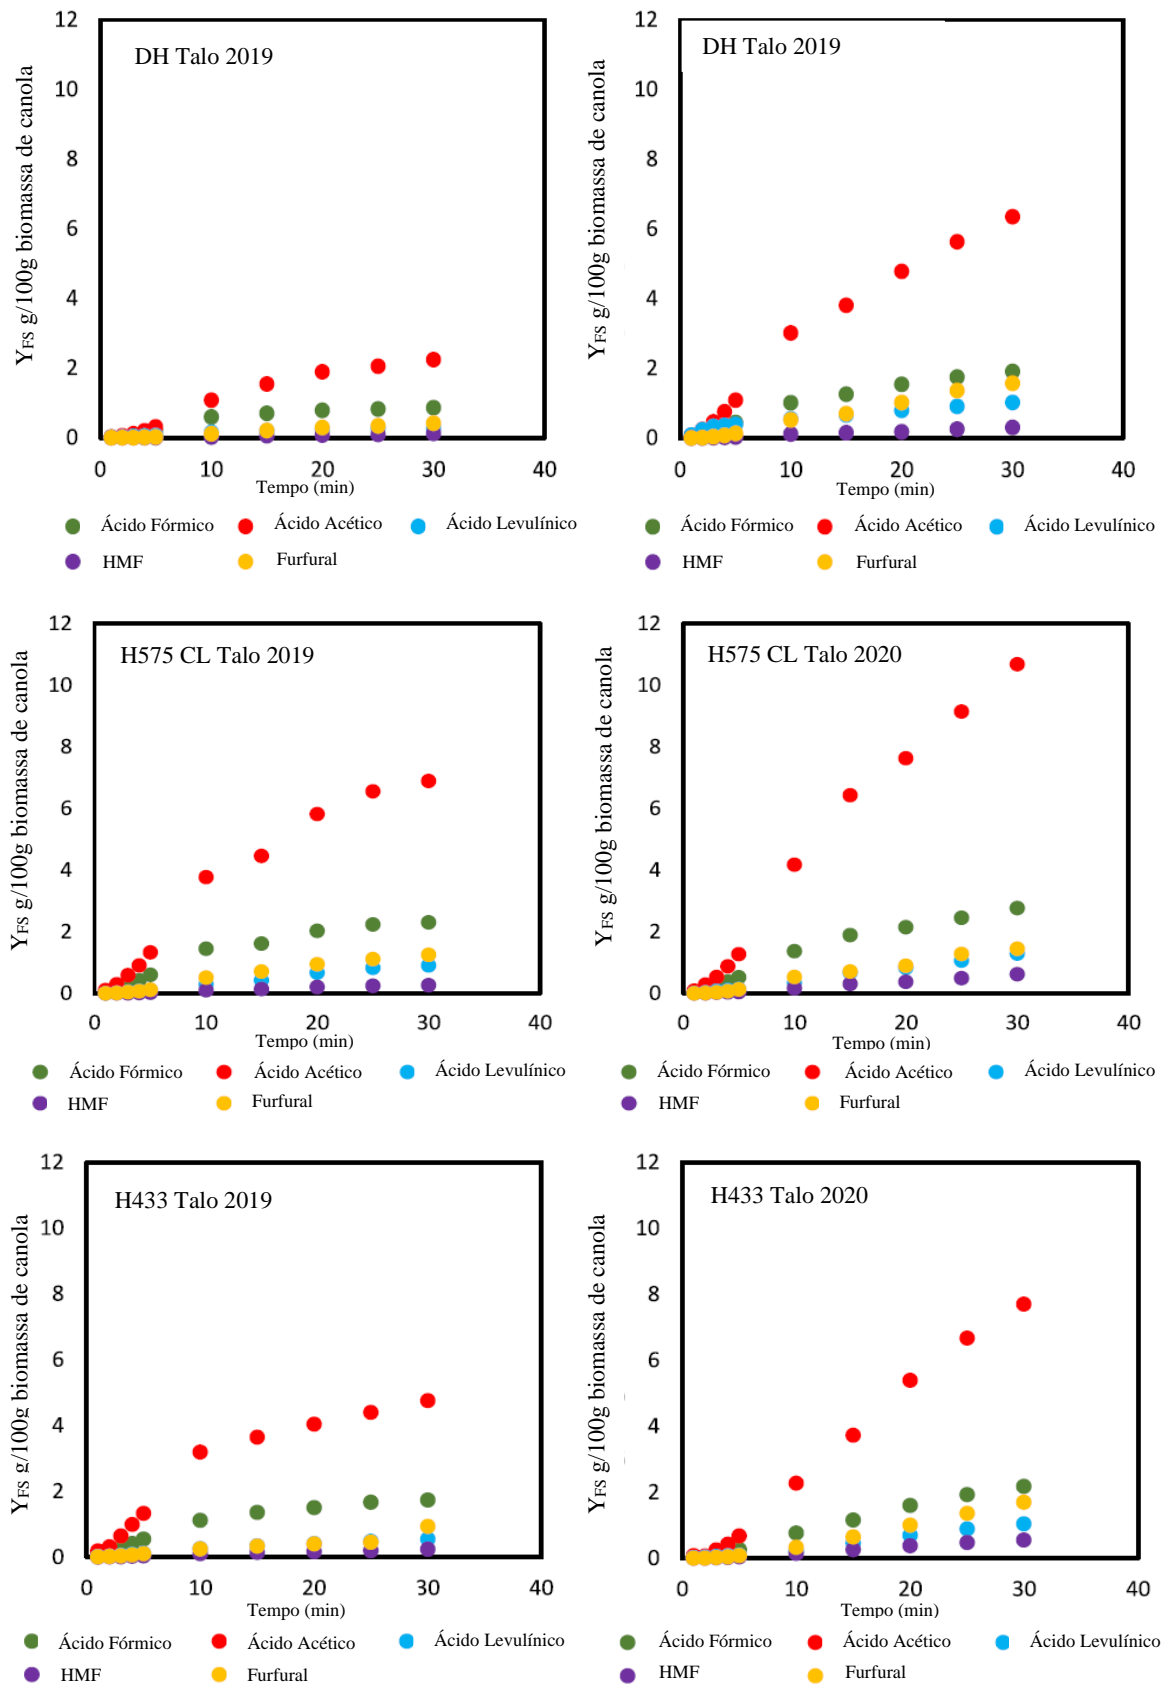 DH Talo 2019
Y_FS g/100g biomassa de canola
12
10
8
6
4
2
0
0 10 20 30 40
Tempo (min)
Ácido Fórmico Ácido Acético Ácido Levulínico
HMF Furfural
DH Talo 2019
YFS g/100g biomassa de canola
12
10
8
6
4
2
0
0 10 20 30 40
Tempo (min)
Ácido Fórmico Ácido Acético Ácido Levulínico
HMF Furfural
H575 CL Talo 2019
YFS g/100g biomassa de canola
12
10
8
6
4
2
0
0 10 20 30 40
Tempo (min)
Ácido Fórmico Ácido Acético Ácido Levulínico
HMF Furfural
H575 CL Talo 2020
YFS g/100g biomassa de canola
12
10
8
6
4
2
0
0 10 20 30 40
Tempo (min)
Ácido Fórmico Ácido Acético Ácido Levulínico
HMF Furfural
H433 Talo 2019
YFS g/100g biomassa de canola
12
10
8
6
4
2
0
0 10 20 30 40
Tempo (min)
Ácido Fórmico Ácido Acético Ácido Levulínico
HMF Furfural
H433 Talo 2020
YFS g/100g biomassa de canola
12
10
8
6
4
2
0
0 10 20 30 40
Tempo (min)
Ácido Fórmico Ácido Acético Ácido Levulínico
HMF Furfural